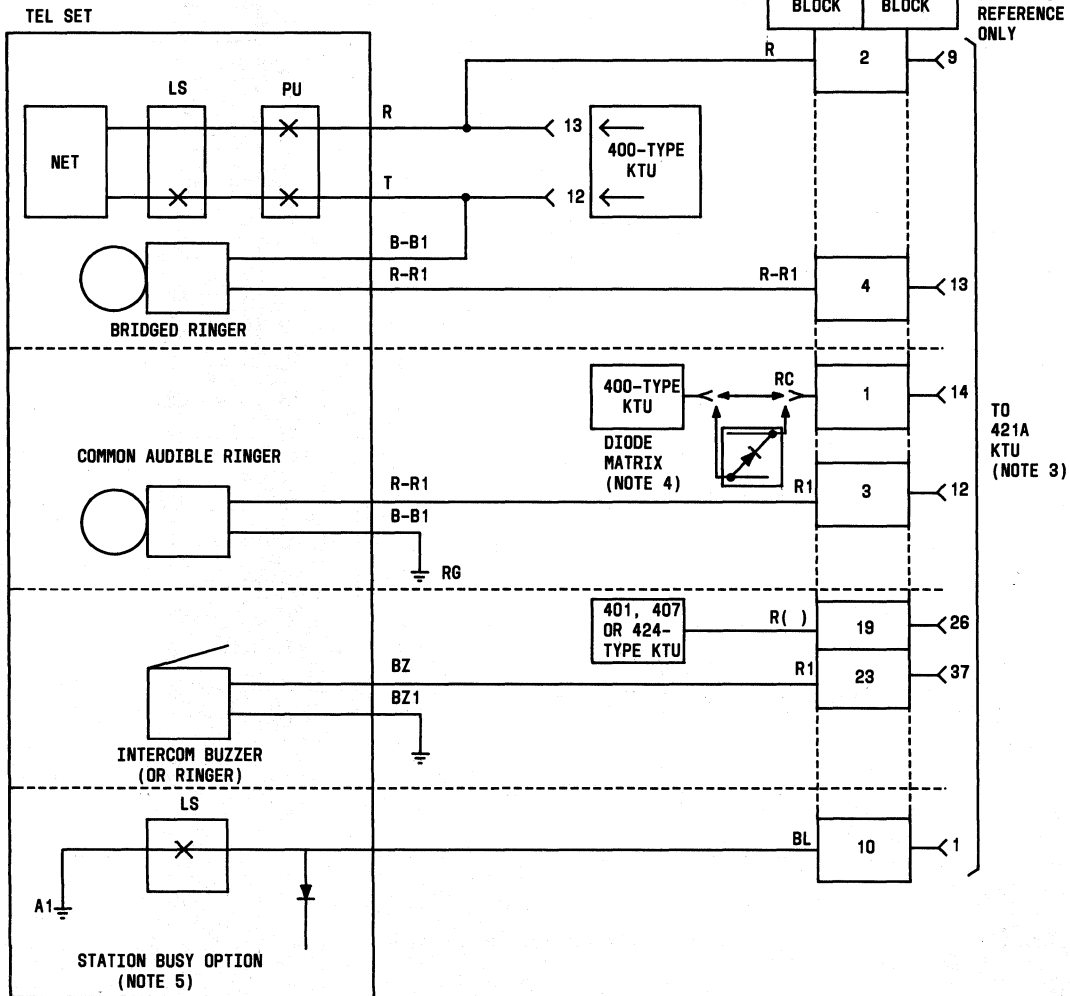 TEL SET
BLOCK
BLOCK
REFERENCE
ONLY
R
2
9
LS
PU
R
13
400-TYPE
KTU
NET
T
12
B-B1
R-R1
R-R1
4
13
BRIDGED RINGER
400-TYPE
KTU
RC
1
14
TO
421A
KTU
(NOTE 3)
DIODE
MATRIX
(NOTE 4)
COMMON AUDIBLE RINGER
R-R1
R1
3
12
B-B1
RG
401, 407
OR 424-
TYPE KTU
R( )
19
26
BZ
R1
23
37
BZ1
INTERCOM BUZZER
(OR RINGER)
LS
BL
10
1
A1
STATION BUSY OPTION
(NOTE 5)